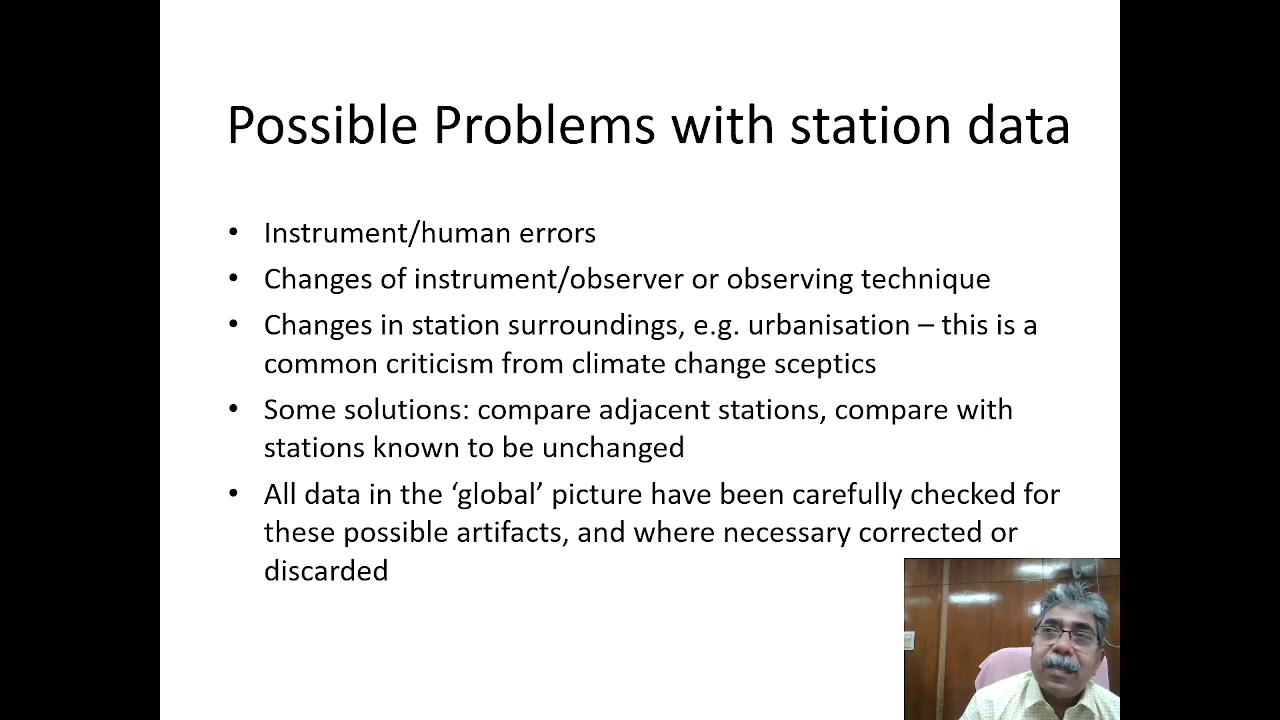 Possible Problems with station data
• Instrument/human errors
• Changes of instrument/observer or observing technique
• Changes in station surroundings, e.g. urbanisation – this is a
common criticism from climate change sceptics
• Some solutions: compare adjacent stations, compare with
stations known to be unchanged
• All data in the ‘global’ picture have been carefully checked for
these possible artifacts, and where necessary corrected or
discarded